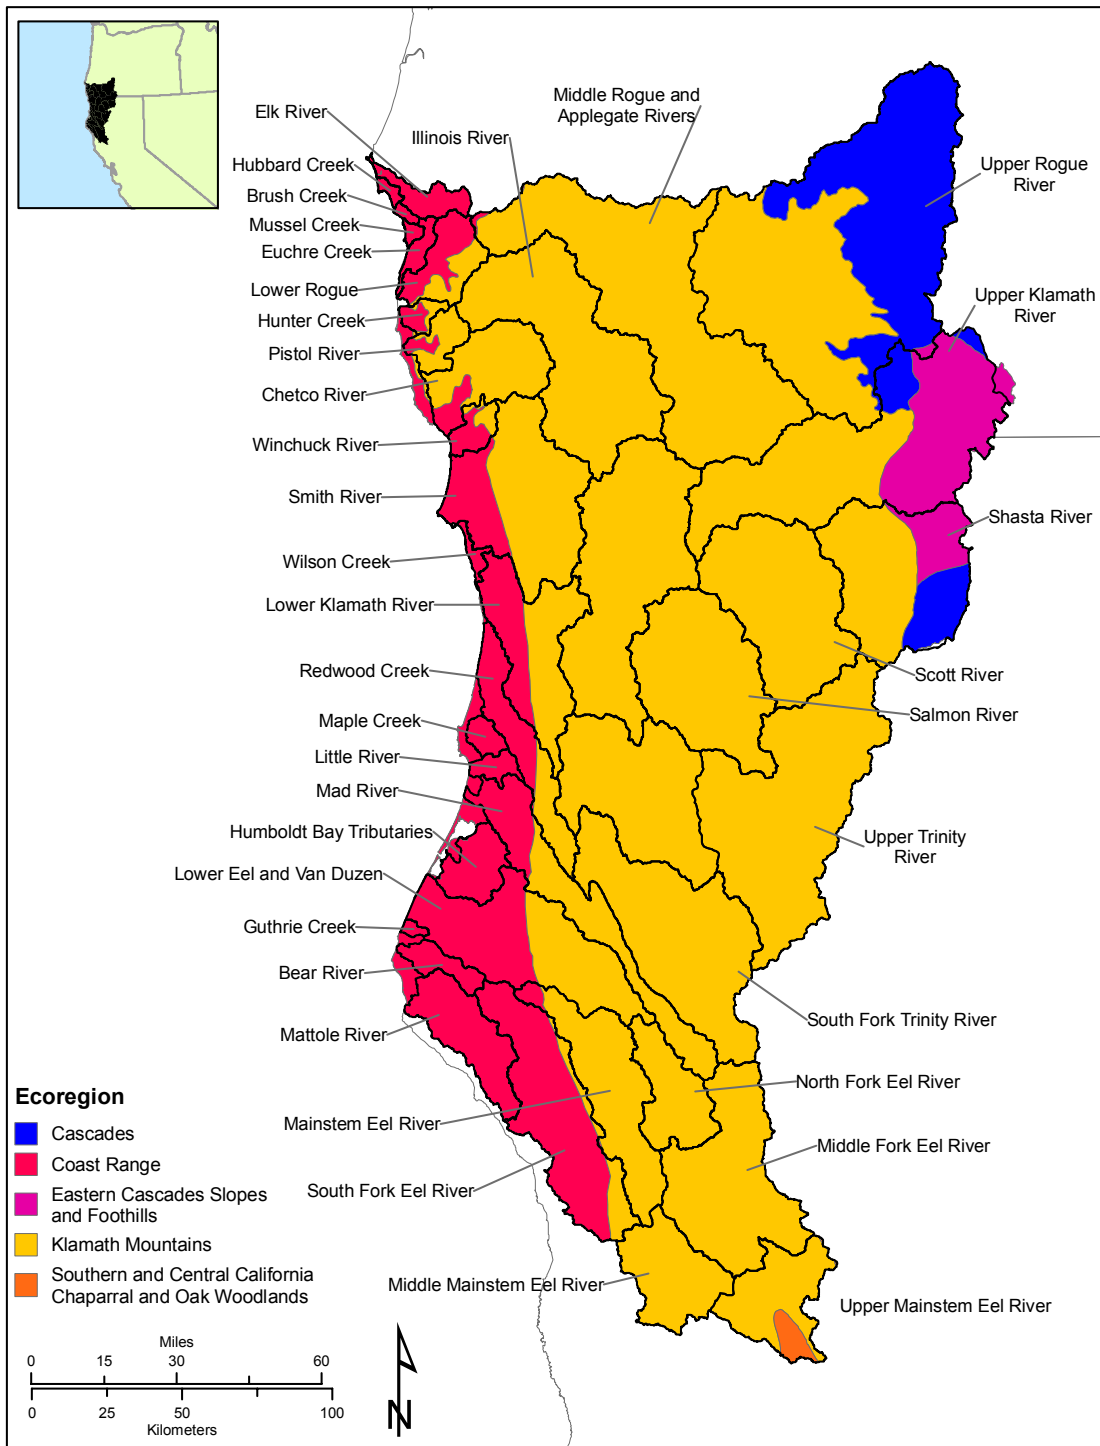 Elk River
Middle Rogue and
Applegate Rivers
Illinois River
Hubbard Creek
Upper Rogue
River
Brush Creek
Mussel Creek
Euchre Creek
Lower Rogue
Upper Klamath
River
Hunter Creek
Pistol River
Chetco River
Winchuck River
Smith River
Shasta River
Wilson Creek
Lower Klamath River
Redwood Creek
Scott River
Maple Creek
Salmon River
Little River
Mad River
Humboldt Bay Tributaries
Upper Trinity
River
Lower Eel and Van Duzen
Guthrie Creek
Bear River
South Fork Trinity River
Mattole River
North Fork Eel River
Mainstem Eel River
Middle Fork Eel River
South Fork Eel River
Middle Mainstem Eel River
Upper Mainstem Eel River
Ecoregion
Cascades
Coast Range
Eastern Cascades Slopes
and Foothills
Klamath Mountains
Southern and Central California
Chaparral and Oak Woodlands
Miles
0 15 30 60
0 25 50 100
Kilometers
N